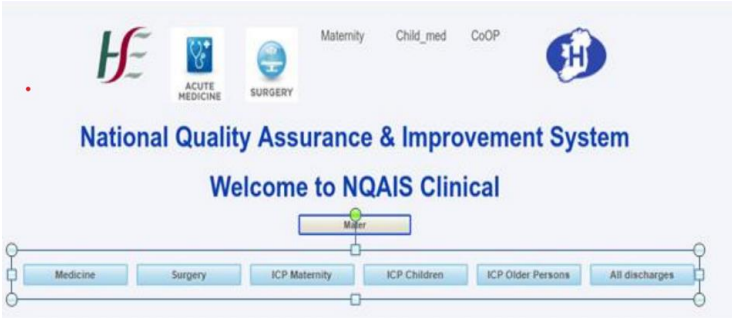 HE
Maternity Child_med CoOP
H
ACUTE
MEDICINE
SURGERY
National Quality Assurance & Improvement System
Welcome to NQAIS Clinical
Mater
Medicine Surgery ICP Maternity ICP Children ICP Older Persons All discharges